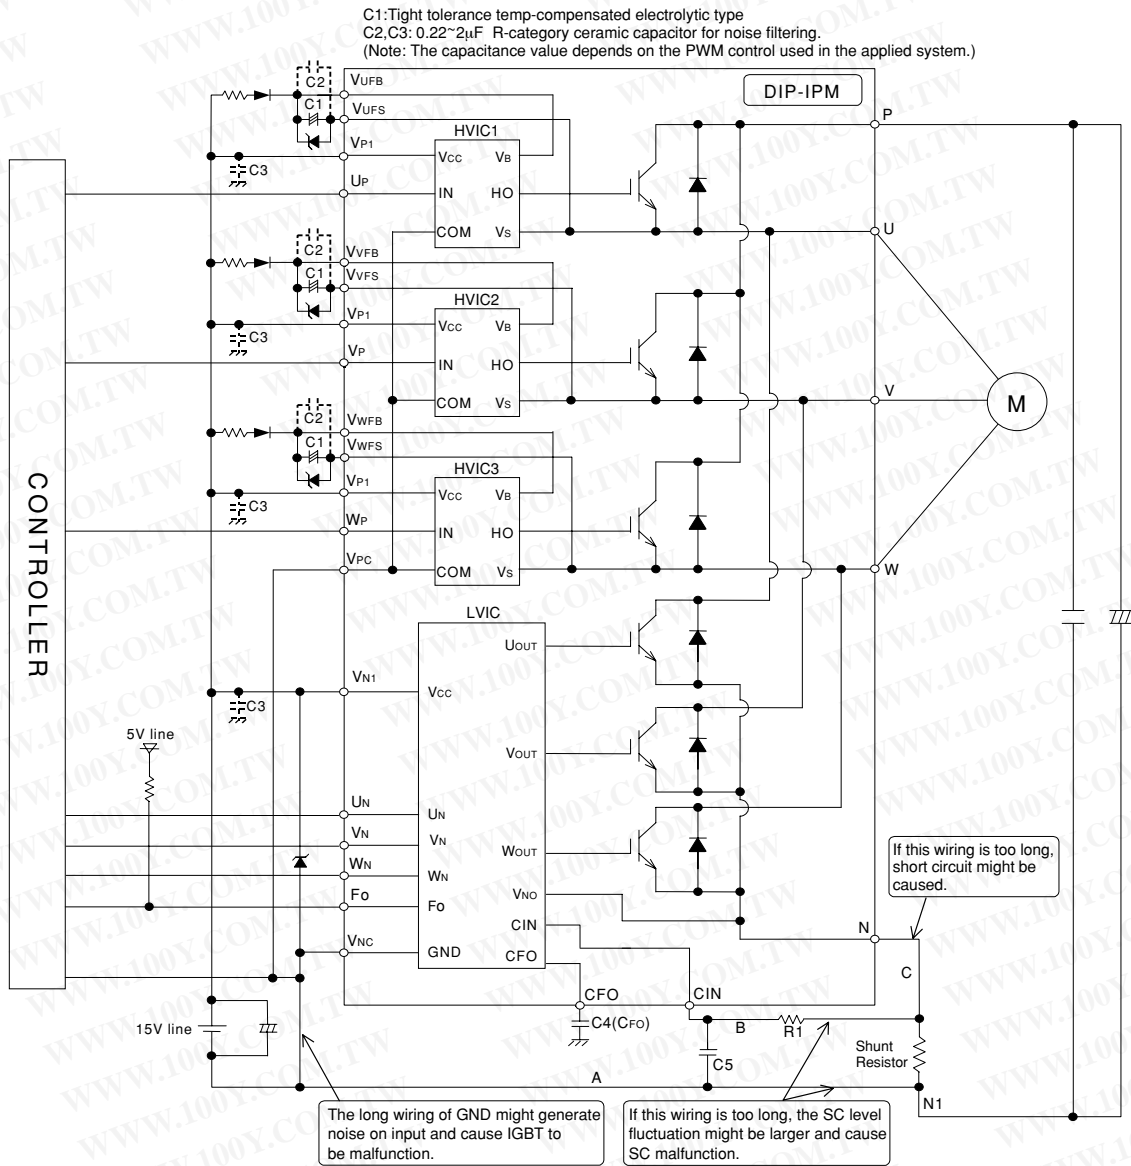 C1:Tight tolerance temp-compensated electrolytic type
C2,C3: 0.22~2μF R-category ceramic capacitor for noise filtering.
(Note: The capacitance value depends on the PWM control used in the applied system.)
DIP-IPM
C2
VUFB
C1
VUFS
P
HVIC1
VP1
VCC
VB
C3
UP
IN
HO
COM
VS
U
C2
VVFB
C1
VVFS
HVIC2
VP1
VCC
VB
C3
VP
IN
HO
COM
VS
V
M
C2
VWFB
C1
VWFS
HVIC3
VP1
VCC
VB
C3
WP
IN
HO
VPC
COM
VS
W
CONTROLLER
LVIC
UOUT
VN1
VCC
C3
5V line
VOUT
UN
UN
VN
VN
WOUT
WN
WN
If this wiring is too long,
short circuit might be
caused.
Fo
Fo
VNO
CIN
N
VNC
GND
CFO
C
CFO
CIN
15V line
C4(CFO)
B
R1
C5
Shunt
Resistor
A
N1
The long wiring of GND might generate
noise on input and cause IGBT to
be malfunction.
If this wiring is too long, the SC level
fluctuation might be larger and cause
SC malfunction.
WWW.100Y.COM.TW